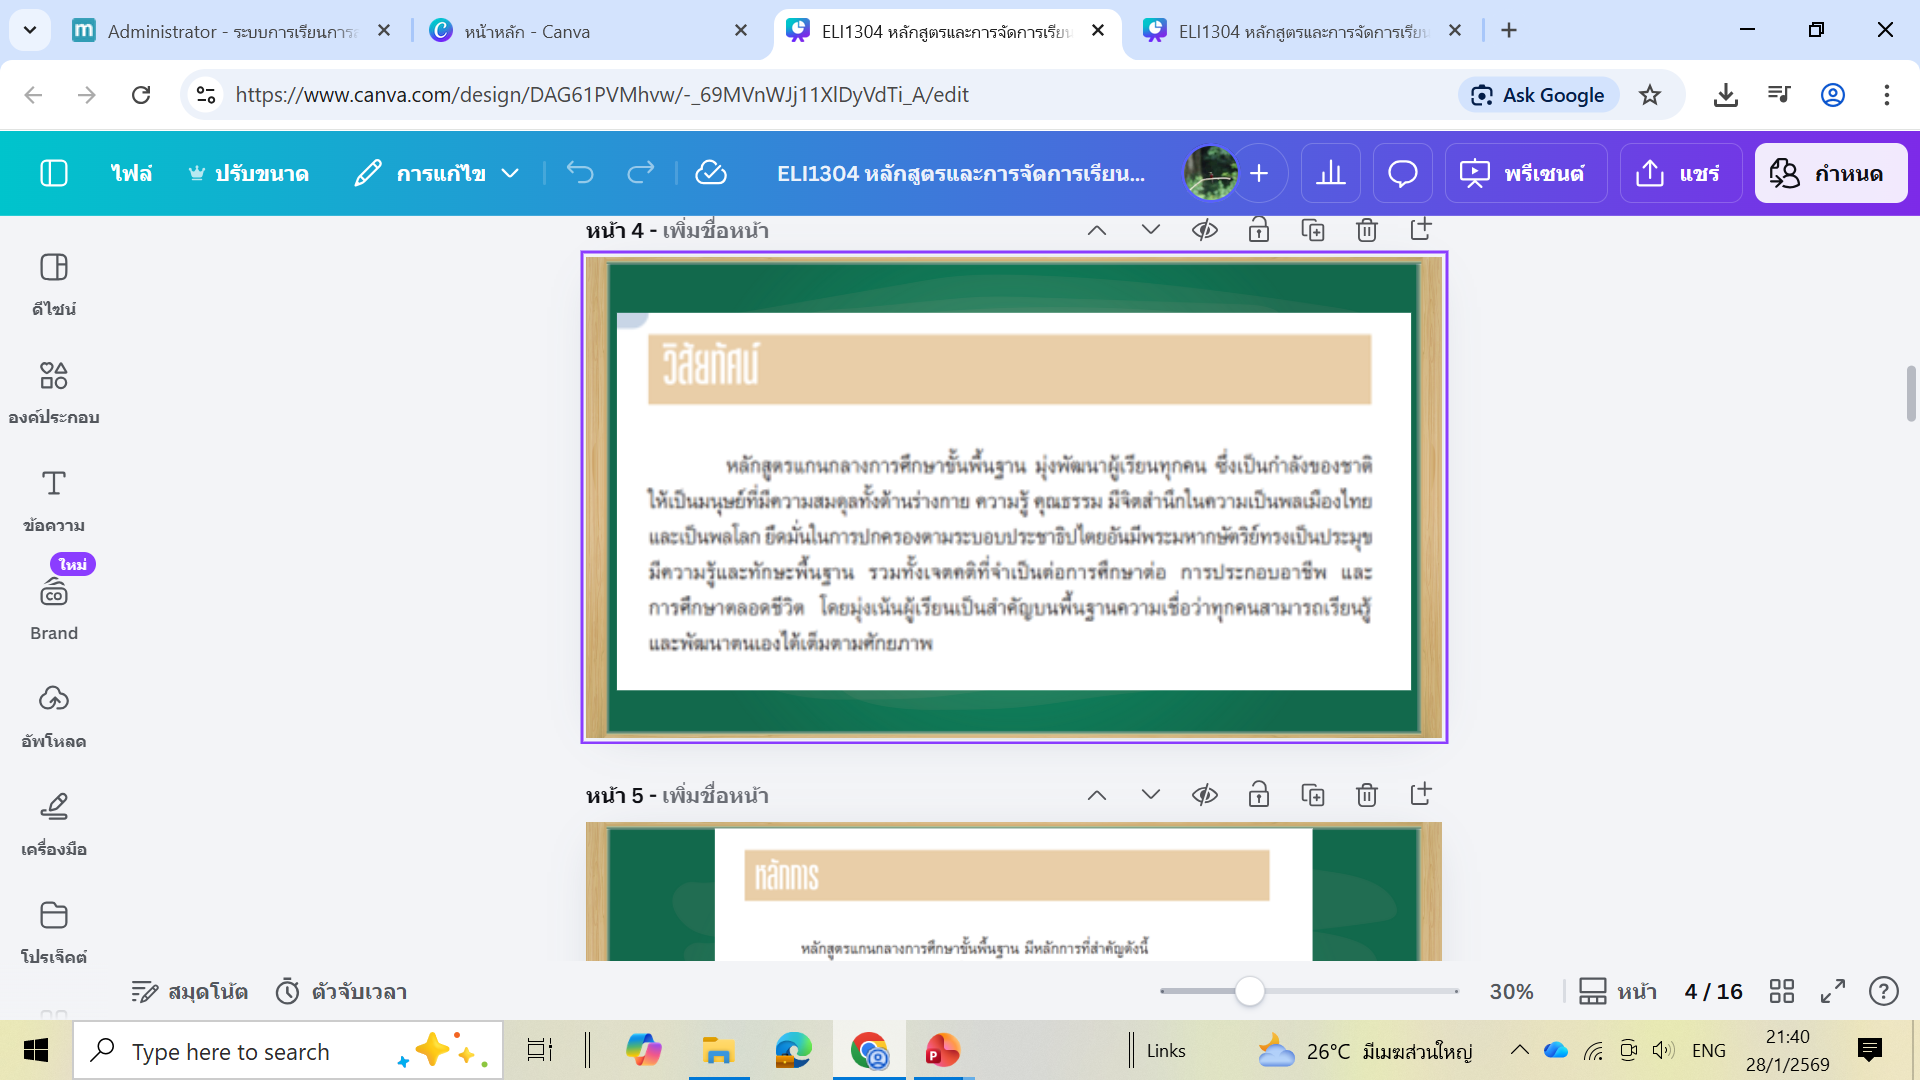 Administrator - ระบบการเรียนการส
หน้าหลัก - Canva
ELI1304 หลักสูตรและการจัดการเรียน
ELI1304 หลักสูตรและการจัดการเรียน
https://www.canva.com/design/DAG61PVMhvw/-_69MVnWJj11XlDyVdTi_A/edit
Ask Google
ไฟล์
ปรับขนาด
การแก้ไข
ELI1304 หลักสูตรและการจัดการเรียน...
พรีเซนต์
แชร์
กำหนด
หน้า 4 - เพิ่มชื่อหน้า
ดีไซน์
องค์ประกอบ
ข้อความ
ใหม่
Brand
อัพโหลด
เครื่องมือ
โปรเจ็คต์
วิสัยทัศน์
หลักสูตรแกนกลางการศึกษาขั้นพื้นฐาน มุ่งพัฒนาผู้เรียนทุกคน ซึ่งเป็นกำลังของชาติ
ให้เป็นมนุษย์ที่มีความสมดุลทั้งด้านร่างกาย ความรู้ คุณธรรม มีจิตสำนึกในความเป็นพลเมืองไทย
และเป็นพลโลก ยึดมั่นในการปกครองตามระบอบประชาธิปไตยอันมีพระมหากษัตริย์ทรงเป็นประมุข
มีความรู้และทักษะพื้นฐาน รวมทั้งเจตคติที่จำเป็นต่อการศึกษาต่อ การประกอบอาชีพ และ
การศึกษาตลอดชีวิต โดยมุ่งเน้นผู้เรียนเป็นสำคัญบนพื้นฐานความเชื่อว่าทุกคนสามารถเรียนรู้
และพัฒนาตนเองได้เต็มตามศักยภาพ
หน้า 5 - เพิ่มชื่อหน้า
หลักการ
หลักสูตรแกนกลางการศึกษาขั้นพื้นฐาน มีหลักการที่สำคัญดังนี้
สมุดโน้ต
ตัวจับเวลา
30%
หน้า
4 / 16
Type here to search
Links
26°C มีเมฆส่วนใหญ่
ENG
21:40
28/1/2569